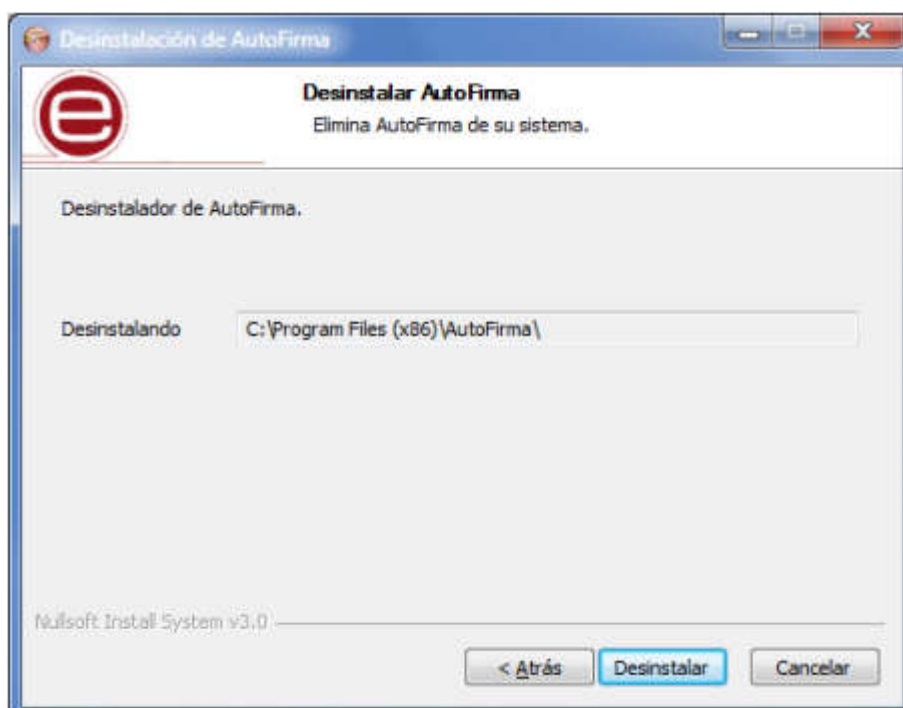 Desinstalación de AutoFirma
Desinstalar AutoFirma
Elimina AutoFirma de su sistema.
Desinstalador de AutoFirma.
Desinstalando C:\Program Files (x86)\AutoFirma\
Nullsoft Install System v3.0
< Atrás Desinstalar Cancelar